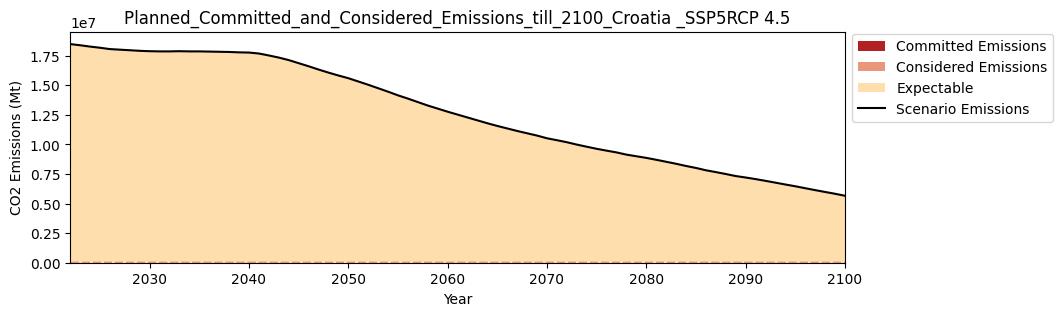 Planned_Committed_and_Considered_Emissions_till_2100_Croatia _SSP5RCP 4.5
1e7
1.75
1.50
1.25
1.00
0.75
0.50
0.25
0.00
CO2 Emissions (Mt)
2030 2040 2050 2060 2070 2080 2090 2100
Year
Committed Emissions
Considered Emissions
Expectable
Scenario Emissions